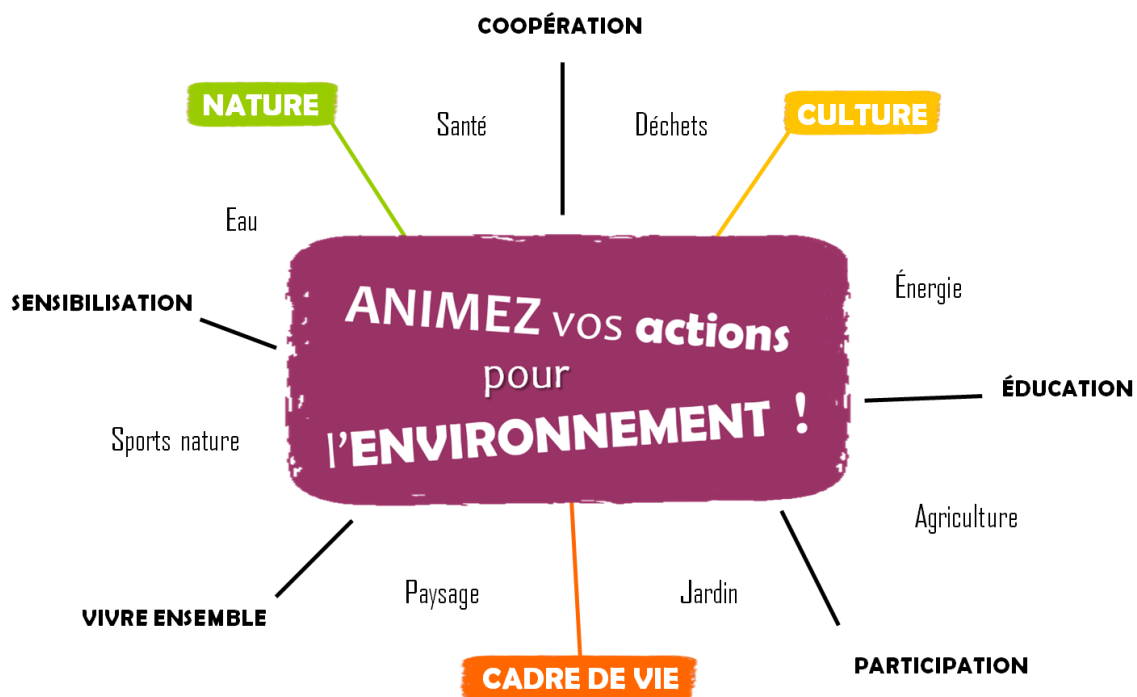 COOPÉRATION
NATURE
Santé
Déchets
CULTURE
Eau
Énergie
SENSIBILISATION
ANIMEZ vos actions
pour
l'ENVIRONNEMENT !
ÉDUCATION
Sports nature
Agriculture
Paysage
Jardin
VIVRE ENSEMBLE
CADRE DE VIE
PARTICIPATION